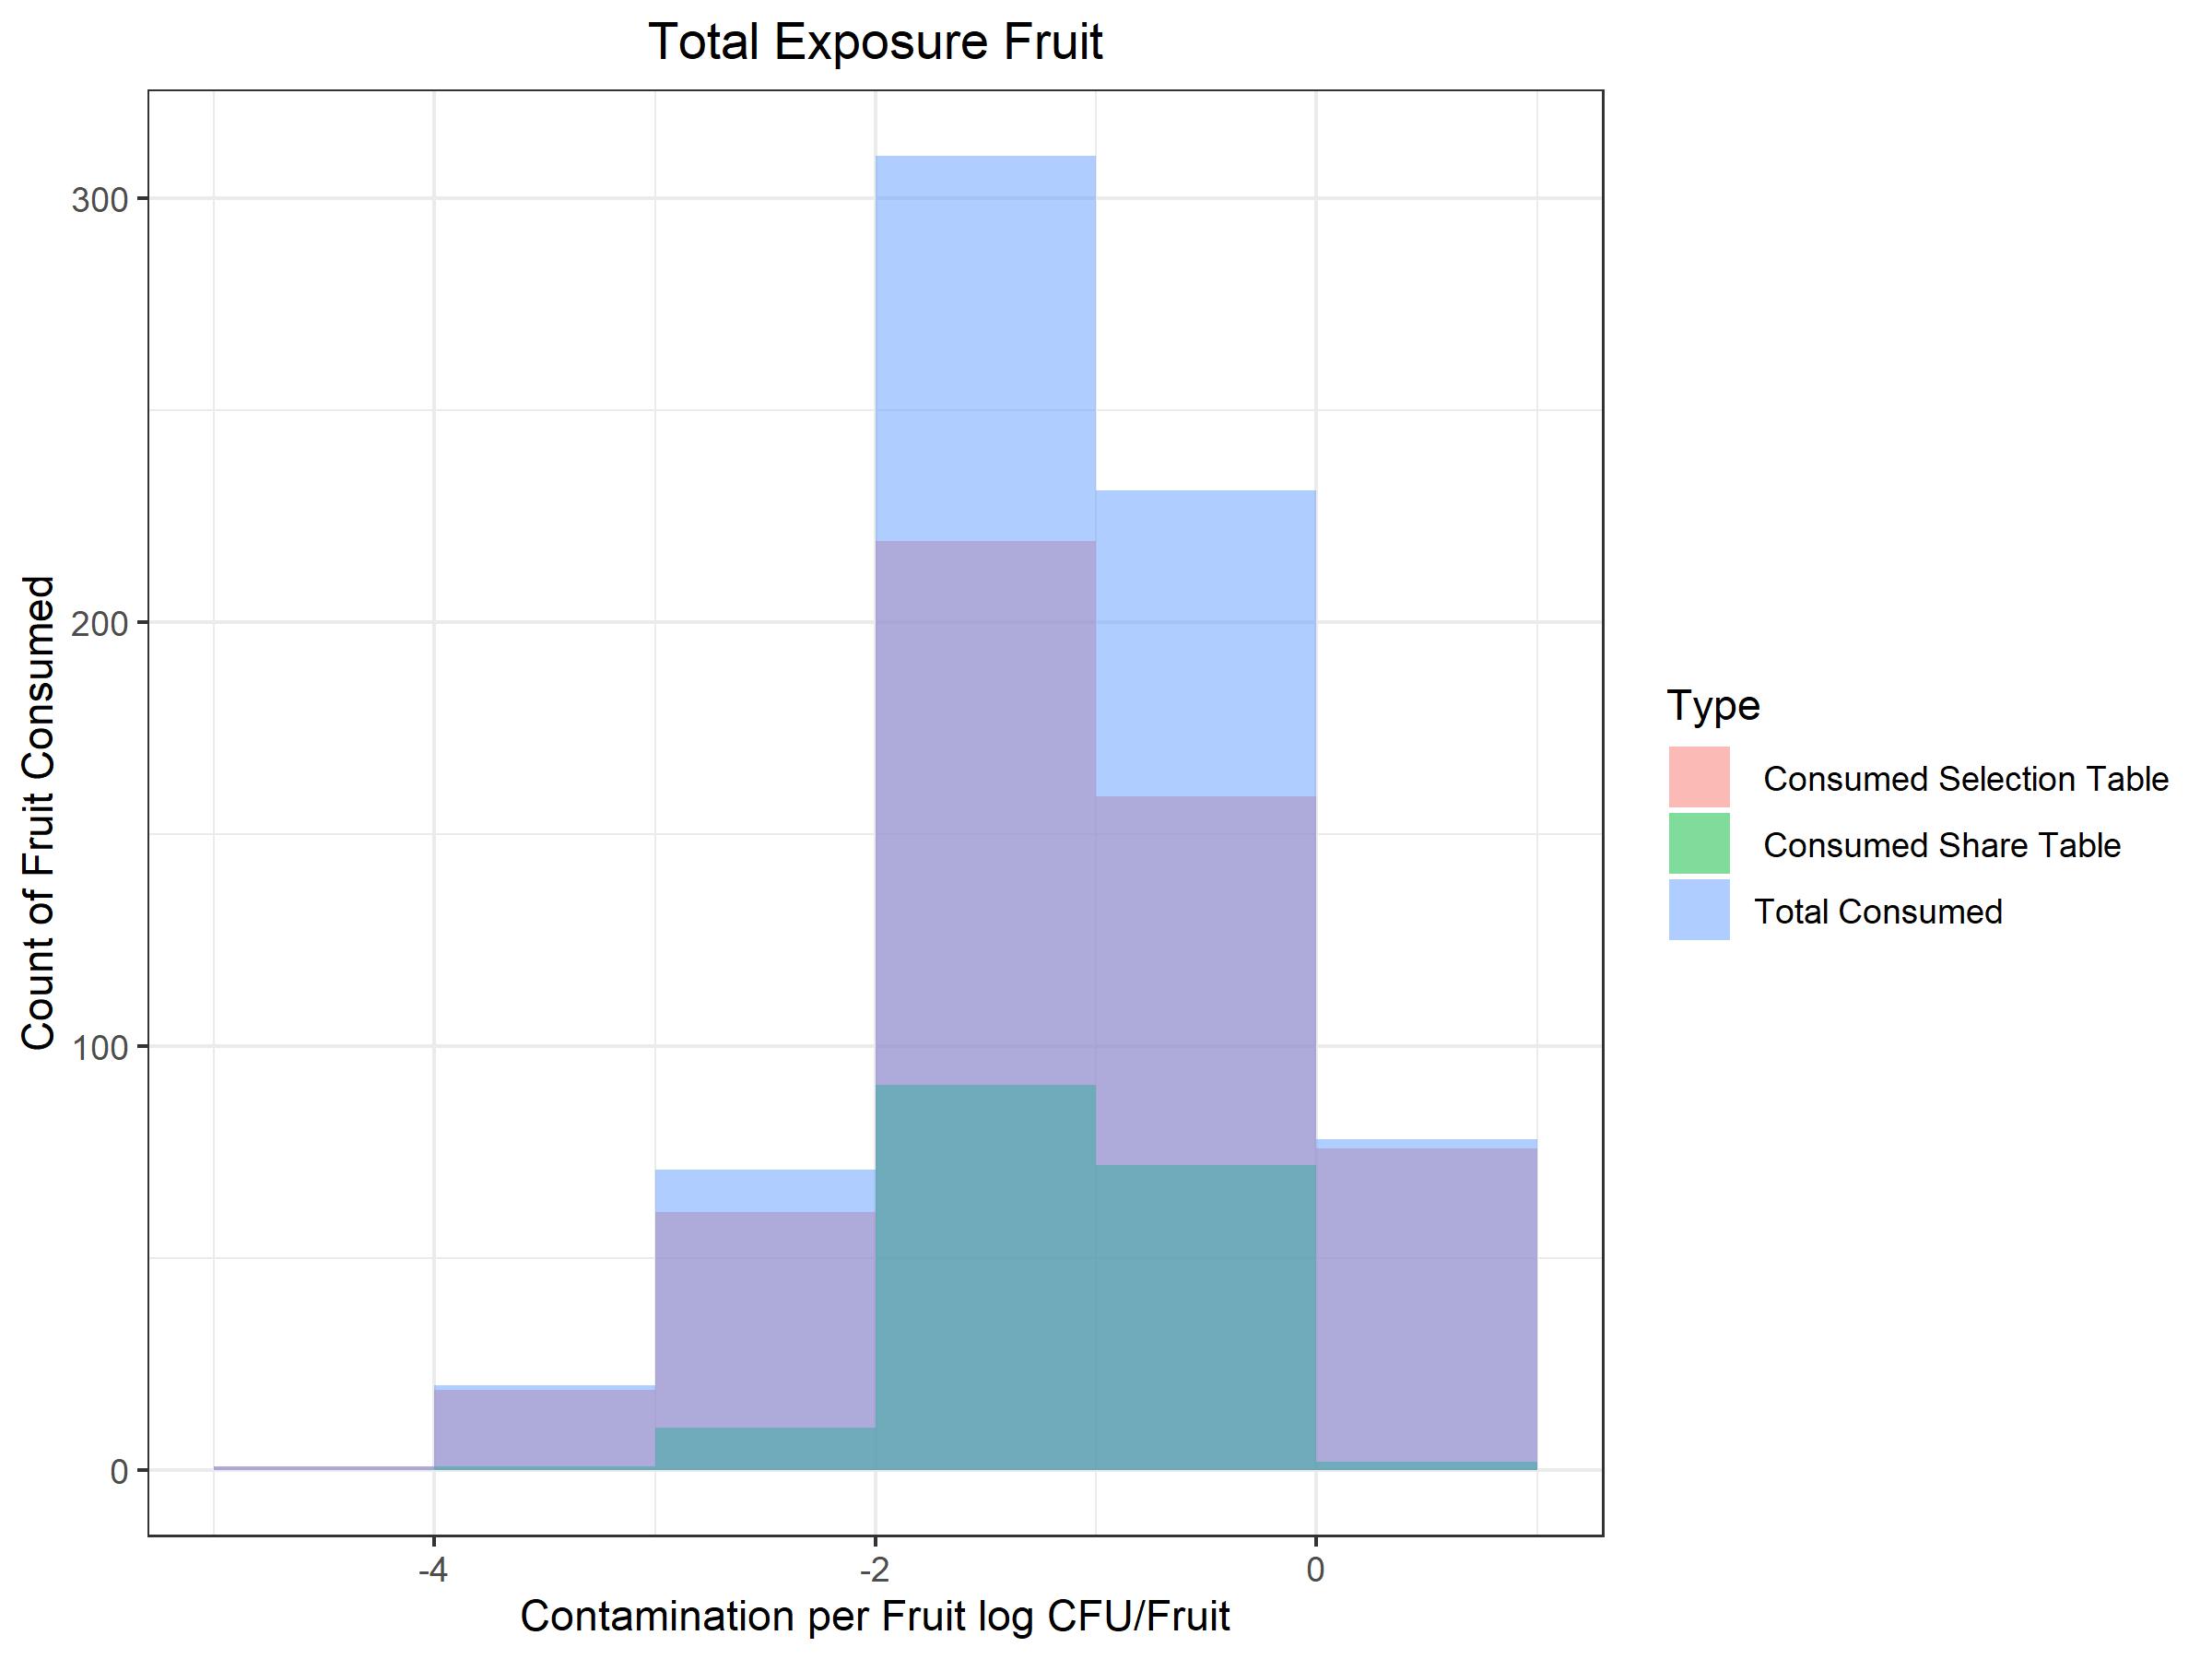 Total Exposure Fruit
300
200
100
0
Count of Fruit Consumed
-4
-2
0
Contamination per Fruit log CFU/Fruit
Type
Consumed Selection Table
Consumed Share Table
Total Consumed